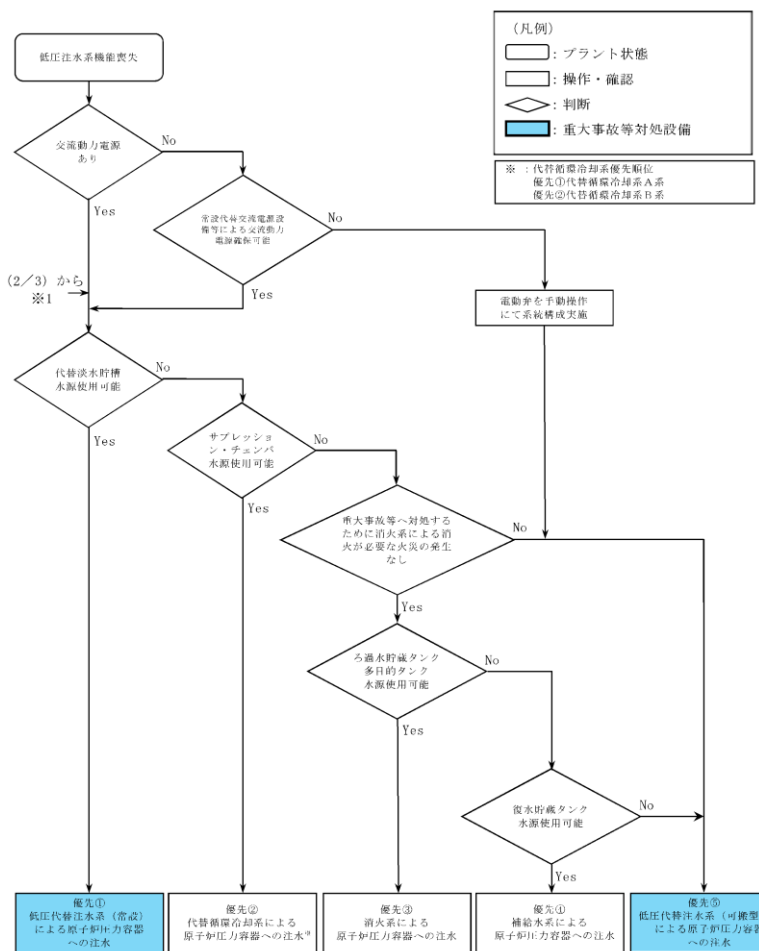 (凡例)
: プラント状態
: 操作・確認
: 判断
: 重大事故等対処設備
※ : 代替循環冷却系優先順位
優先①代替循環冷却系A系
優先②代替循環冷却系B系
低圧注水系機能喪失
交流動力電源
あり
No
Yes
常設代替交流電源設
備等による交流動力
電源確保可能
No
Yes
(2/3) から
※1
電動弁を手動操作
にて系統構成実施
代替淡水貯槽
水源使用可能
No
Yes
サプレッショ
ン・チェンバ
水源使用可能
No
Yes
重大事故等へ対処する
ために消火系による消
火が必要な火災の発生
なし
No
Yes
ろ過水貯蔵タンク
多目的タンク
水源使用可能
No
Yes
復水貯蔵タンク
水源使用可能
No
Yes
優先①
低圧代替注水系(常設)
による原子炉圧力容器
への注水
優先②
代替循環冷却系による
原子炉圧力容器への注水※
優先③
消火系による
原子炉圧力容器への注水
優先④
補給水系による
原子炉圧力容器への注水
優先⑤
低圧代替注水系(可搬型
による原子炉圧力容器
への注水